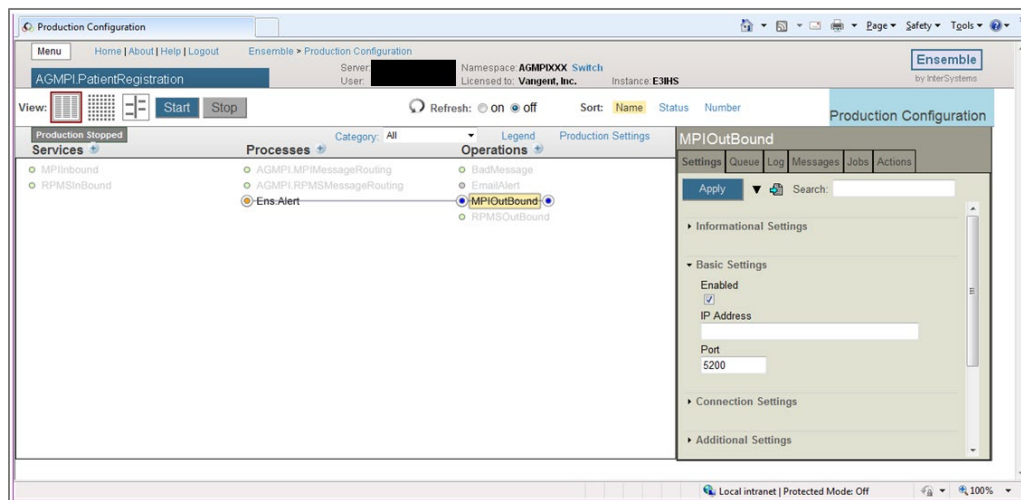 Production Configuration
Page Safety Tools
Menu Home | About | Help | Logout Ensemble » Production Configuration
Server: Namespace: AGMPIXXX Switch
User: Licensed to: Vangent, Inc. Instance: E3IHS
Ensemble
by InterSystems
AGMPI.PatientRegistration
View: Start Stop Refresh: on off Sort: Name Status Number
Production Configuration
Production Stopped Category: All Legend Production Settings
Services Processes Operations
MPIInbound AGMPI.MPIMessageRouting BadMessage
RPMSInBound AGMPI.RPMSMessageRouting EmailAlert
Ens.Alert MPIOutBound
RPMSOutBound
MPIOutBound
Settings Queue Log Messages Jobs Actions
Apply Search:
Informational Settings
Basic Settings
Enabled
IP Address
Port
5200
Connection Settings
Additional Settings
Local intranet | Protected Mode: Off 100%